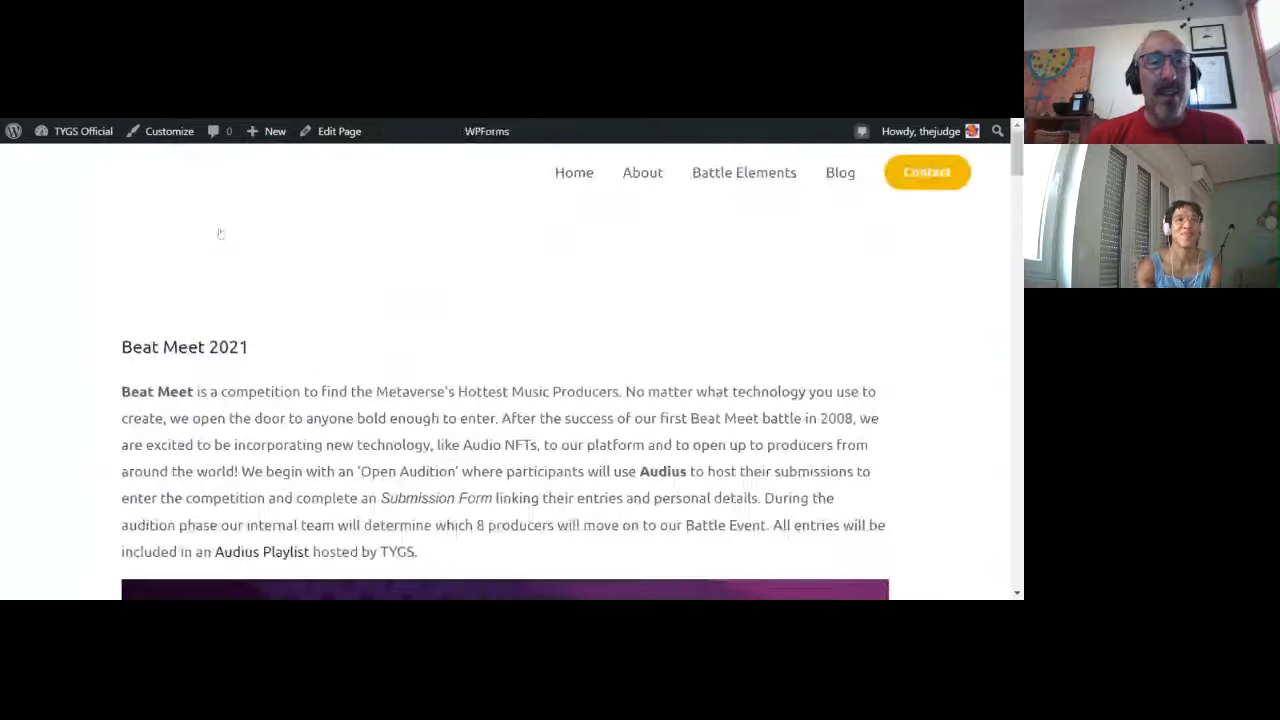 TYGS Official Customize 0 New Edit Page WPForms Howdy, thejudge
Home About Battle Elements Blog Contact
Beat Meet 2021
Beat Meet is a competition to find the Metaverse's Hottest Music Producers. No matter what technology you use to
create, we open the door to anyone bold enough to enter. After the success of our first Beat Meet battle in 2008, we
are excited to be incorporating new technology, like Audio NFTs, to our platform and to open up to producers from
around the world! We begin with an 'Open Audition' where participants will use Audius to host their submissions to
enter the competition and complete an Submission Form linking their entries and personal details. During the
audition phase our internal team will determine which 8 producers will move on to our Battle Event. All entries will be
included in an Audius Playlist hosted by TYGS.